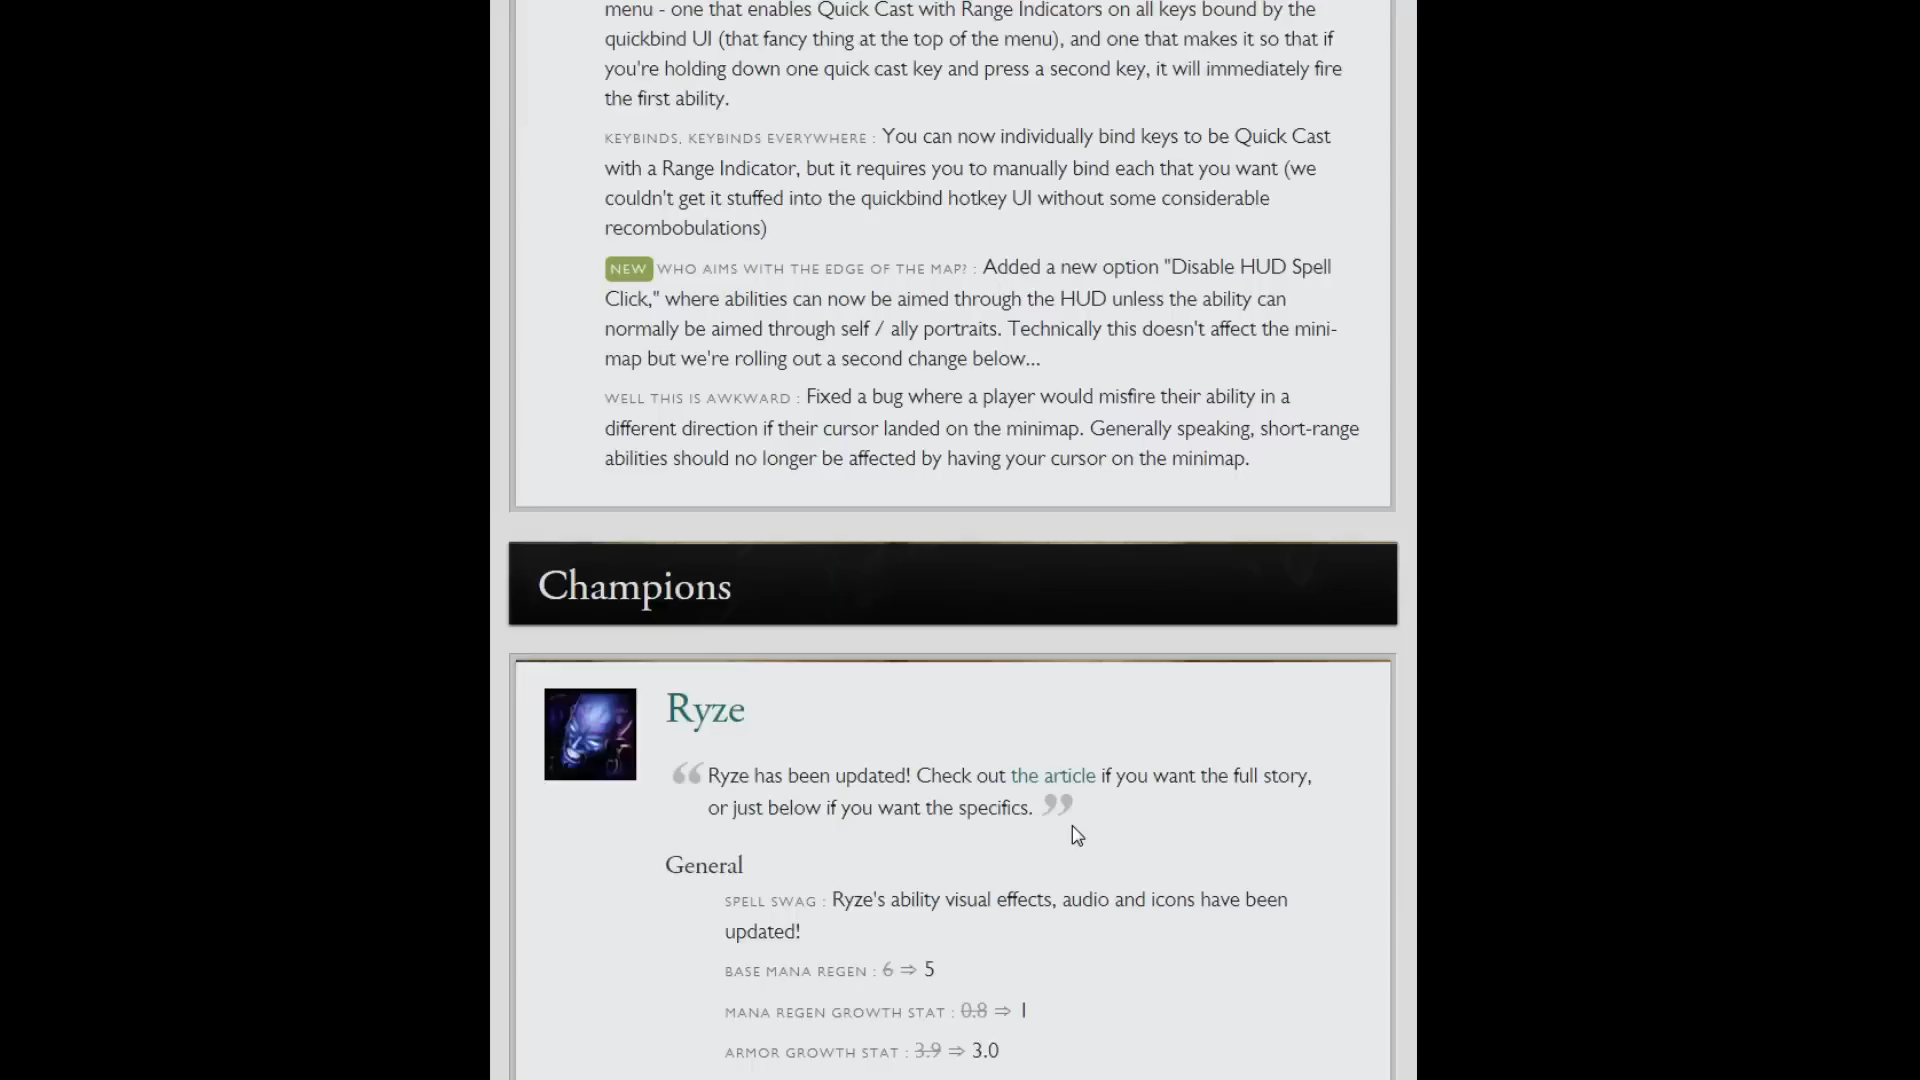 menu - one that enables Quick Cast with Range Indicators on all keys bound by the
quickbind UI (that fancy thing at the top of the menu), and one that makes it so that if
you're holding down one quick cast key and press a second key, it will immediately fire
the first ability.
KEYBINDS, KEYBINDS EVERYWHERE : You can now individually bind keys to be Quick Cast
with a Range Indicator, but it requires you to manually bind each that you want (we
couldn't get it stuffed into the quickbind hotkey UI without some considerable
recombobulations)
NEW WHO AIMS WITH THE EDGE OF THE MAP? : Added a new option "Disable HUD Spell
Click," where abilities can now be aimed through the HUD unless the ability can
normally be aimed through self / ally portraits. Technically this doesn't affect the mini-
map but we're rolling out a second change below...
WELL THIS IS AWKWARD : Fixed a bug where a player would misfire their ability in a
different direction if their cursor landed on the minimap. Generally speaking, short-range
abilities should no longer be affected by having your cursor on the minimap.
Champions
Ryze
“ Ryze has been updated! Check out the article if you want the full story,
or just below if you want the specifics. ”
General
SPELL SWAG : Ryze's ability visual effects, audio and icons have been
updated!
BASE MANA REGEN : 6 ⇒ 5
MANA REGEN GROWTH STAT : 0.8 ⇒ 1
ARMOR GROWTH STAT : 3.9 ⇒ 3.0